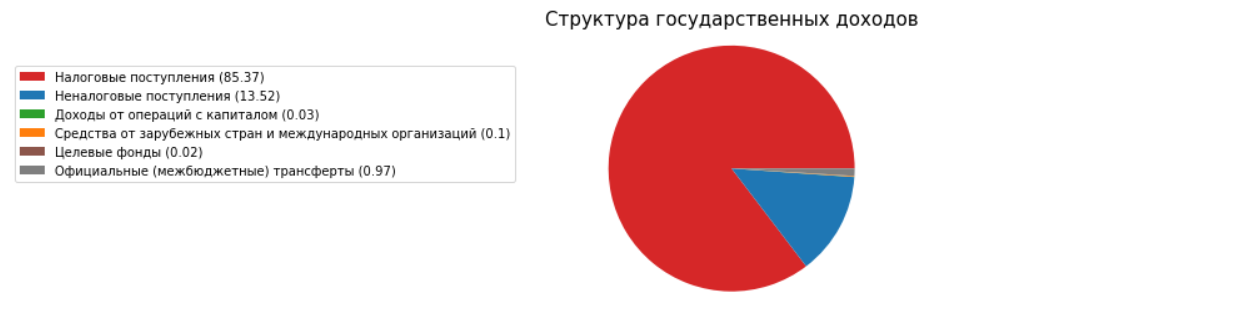 Структура государственных доходов
Налоговые поступления (85.37)
Неналоговые поступления (13.52)
Доходы от операций с капиталом (0.03)
Средства от зарубежных стран и международных организаций (0.1)
Целевые фонды (0.02)
Официальные (межбюджетные) трансферты (0.97)